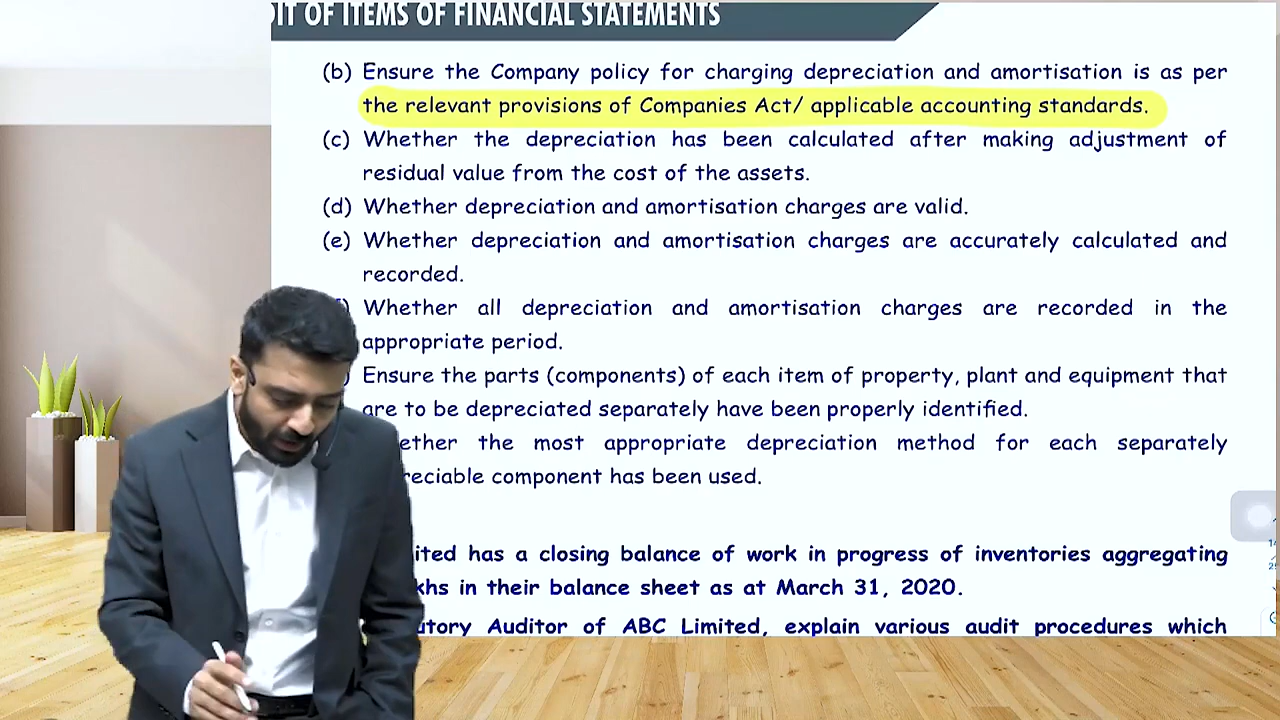 IT OF ITEMS OF FINANCIAL STATEMENTS
(b) Ensure the Company policy for charging depreciation and amortisation is as per
the relevant provisions of Companies Act/ applicable accounting standards.
(c) Whether the depreciation has been calculated after making adjustment of
residual value from the cost of the assets.
(d) Whether depreciation and amortisation charges are valid.
(e) Whether depreciation and amortisation charges are accurately calculated and
recorded.
Whether all depreciation and amortisation charges are recorded in the
appropriate period.
Ensure the parts (components) of each item of property, plant and equipment that
are to be depreciated separately have been properly identified.
ether the most appropriate depreciation method for each separately
reciable component has been used.
ited has a closing balance of work in progress of inventories aggregating
khs in their balance sheet as at March 31, 2020.
utory Auditor of ABC Limited, explain various audit procedures which